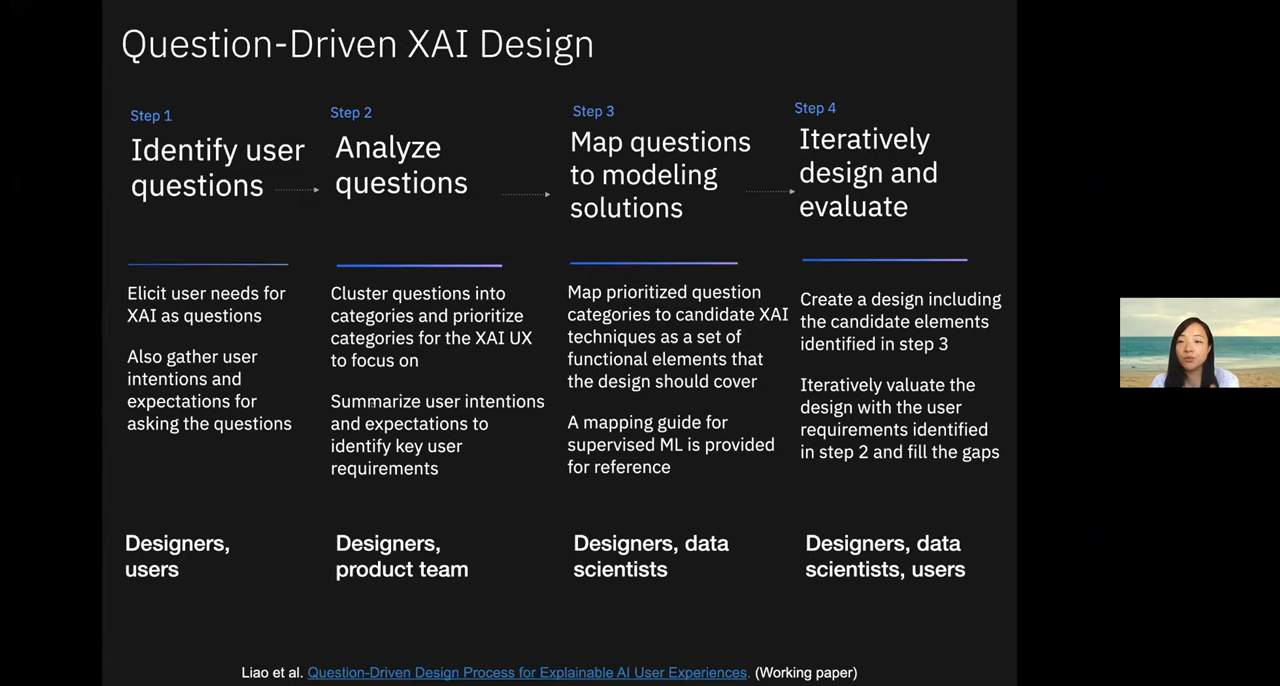 Question-Driven XAI Design
Step 1
Identify user
questions
Elicit user needs for
XAI as questions
Also gather user
intentions and
expectations for
asking the questions
Designers,
users
Step 2
Analyze
questions
Cluster questions into
categories and prioritize
categories for the XAI UX
to focus on
Summarize user intentions
and expectations to
identify key user
requirements
Designers,
product team
Step 3
Map questions
to modeling
solutions
Map prioritized question
categories to candidate XAI
techniques as a set of
functional elements that
the design should cover
A mapping guide for
supervised ML is provided
for reference
Designers, data
scientists
Step 4
Iteratively
design and
evaluate
Create a design including
the candidate elements
identified in step 3
Iteratively valuate the
design with the user
requirements identified
in step 2 and fill the gaps
Designers, data
scientists, users
Liao et al. Question-Driven Design Process for Explainable AI User Experiences. (Working paper)